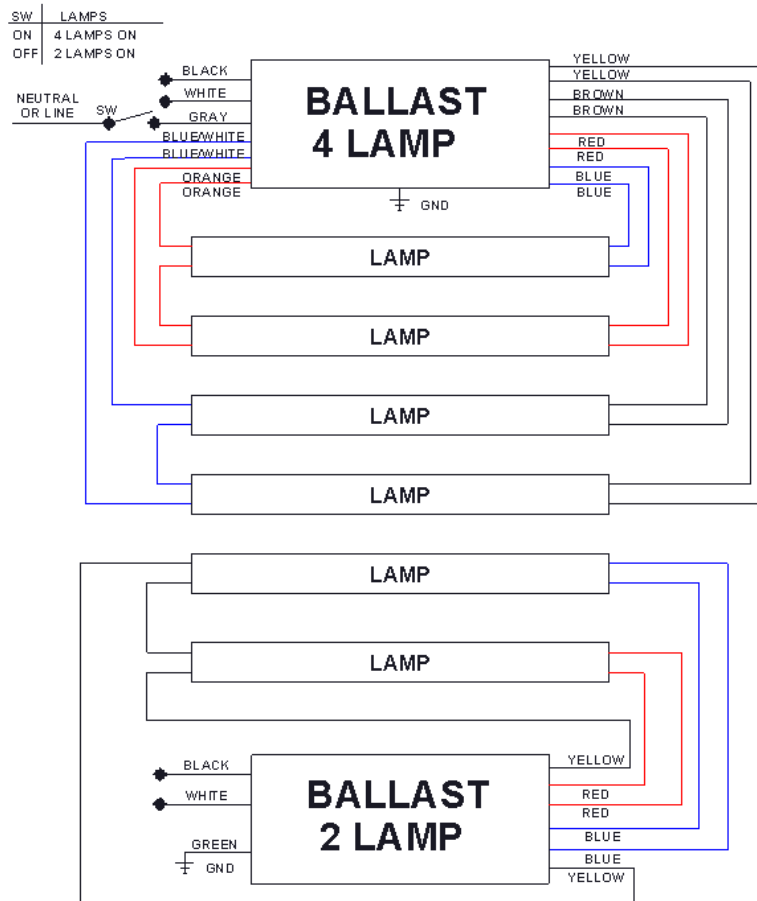 SW LAMPS
ON 4 LAMPS ON
OFF 2 LAMPS ON
BLACK
WHITE
NEUTRAL
OR LINE
SW
GRAY
BLUE/WHITE
BLUE/WHITE
ORANGE
ORANGE
BALLAST
4 LAMP
GND
YELLOW
YELLOW
BROWN
BROWN
RED
RED
BLUE
BLUE
LAMP
LAMP
LAMP
LAMP
LAMP
LAMP
BLACK
WHITE
GREEN
GND
BALLAST
2 LAMP
YELLOW
RED
RED
BLUE
BLUE
YELLOW